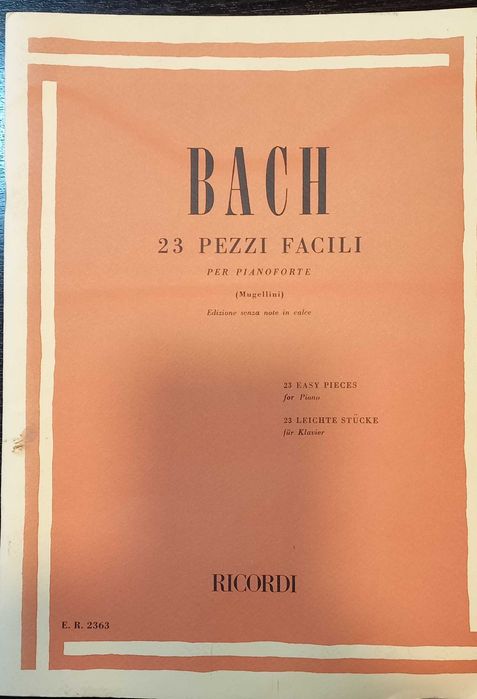 BACH
23 PEZZI FACILI
PER PIANOFORTE
(Mugellini)
Edizione senza note in calce
23 EASY PIECES
for Piano
23 LEICHTE STÜCKE
für Klavier
RICORDI
E. R. 2363